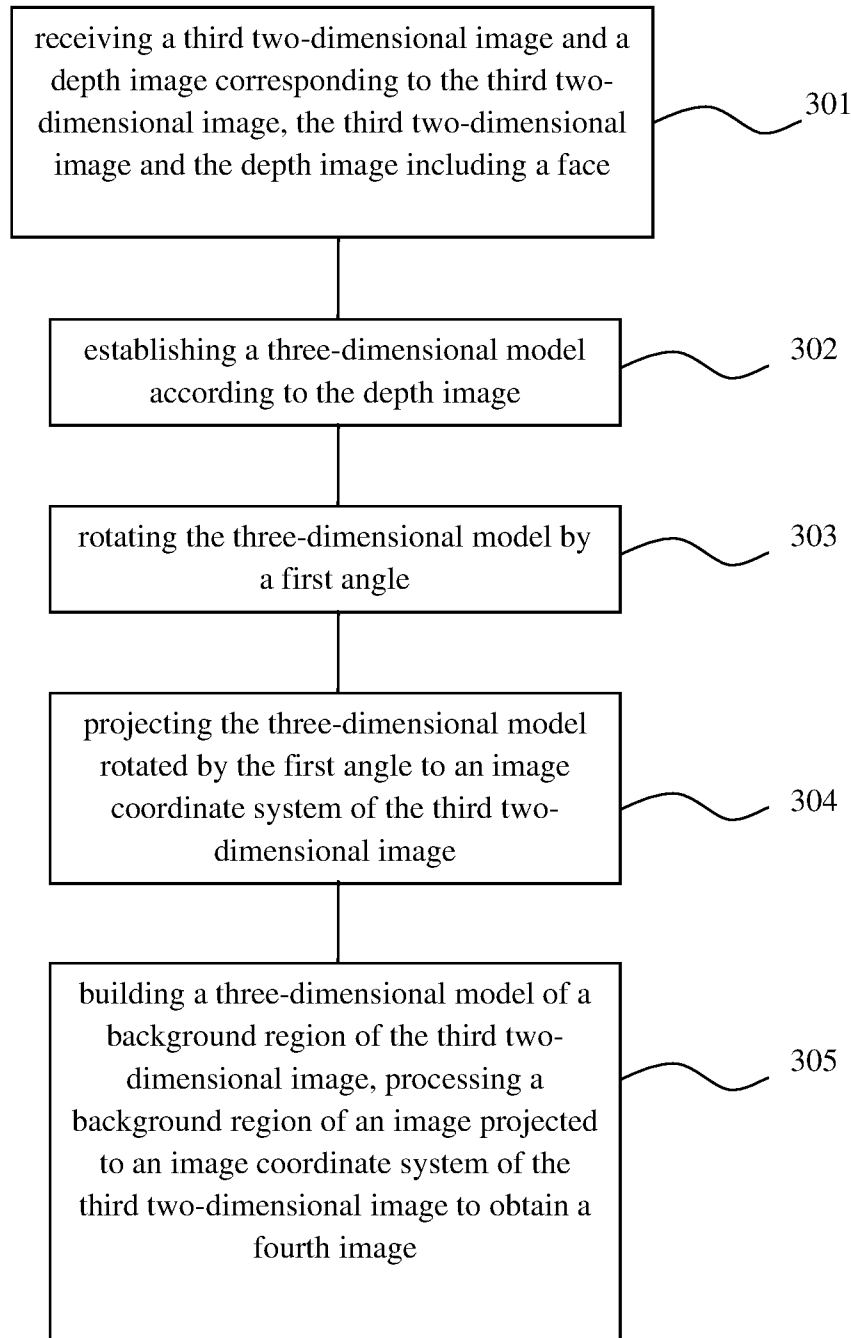 receiving a third two-dimensional image and a
depth image corresponding to the third two-
dimensional image, the third two-dimensional
image and the depth image including a face
301
establishing a three-dimensional model
according to the depth image
302
rotating the three-dimensional model by
a first angle
303
projecting the three-dimensional model
rotated by the first angle to an image
coordinate system of the third two-
dimensional image
304
building a three-dimensional model of a
background region of the third two-
dimensional image, processing a
background region of an image projected
to an image coordinate system of the
third two-dimensional image to obtain a
fourth image
305